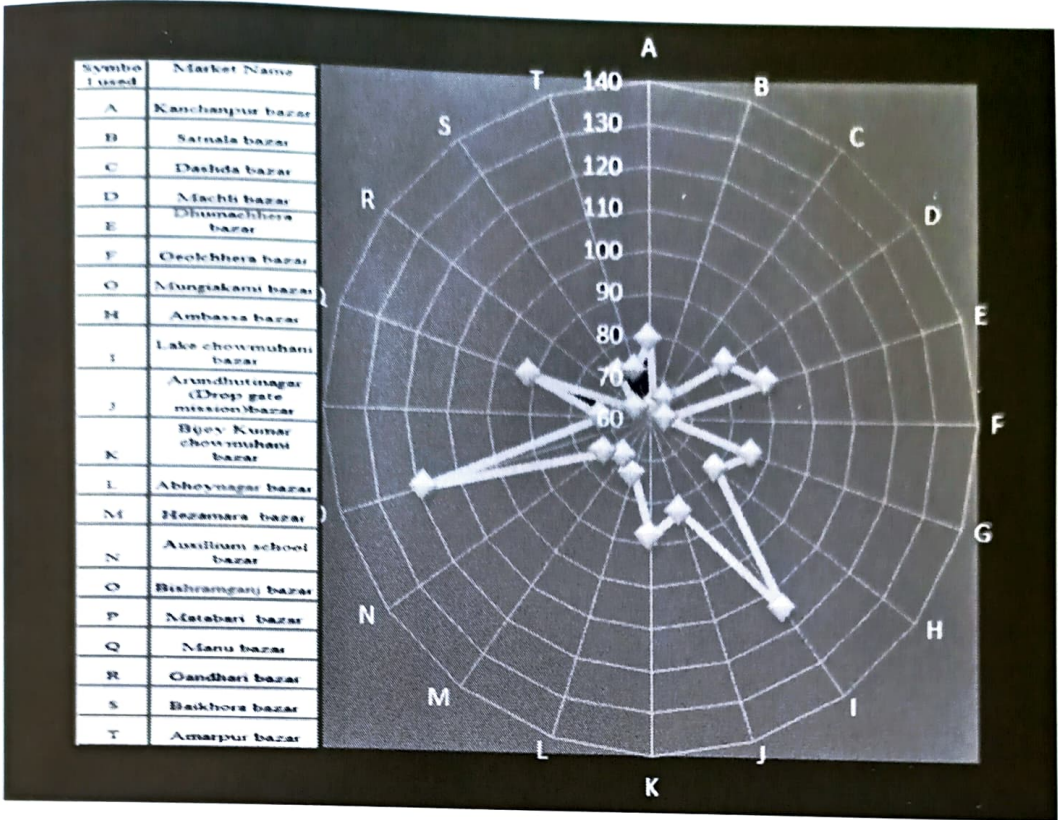 Symbo
l used
Market Name
A Kanchanpur bazar
B Satnala bazar
C Dashda bazar
D Machli bazar
E Dhumachhera
bazar
F Geolchhera bazar
G Mungiakami bazar
H Ambassa bazar
I Lake chowmuhani
bazar
J Arundhutinagar
(Drop gate
mission)bazar
K Bijoy Kumar
chowmuhani
bazar
L Abhoynagar bazar
M Hezamara bazar
N Auxillium school
bazar
O Bishramganj bazar
P Matabari bazar
Q Manu bazar
R Gandhari bazar
S Baikhora bazar
T Amarpur bazar
A
B
C
D
E
F
G
H
I
J
K
L
M
N
R
S
T
140
130
120
110
100
90
80
70
60